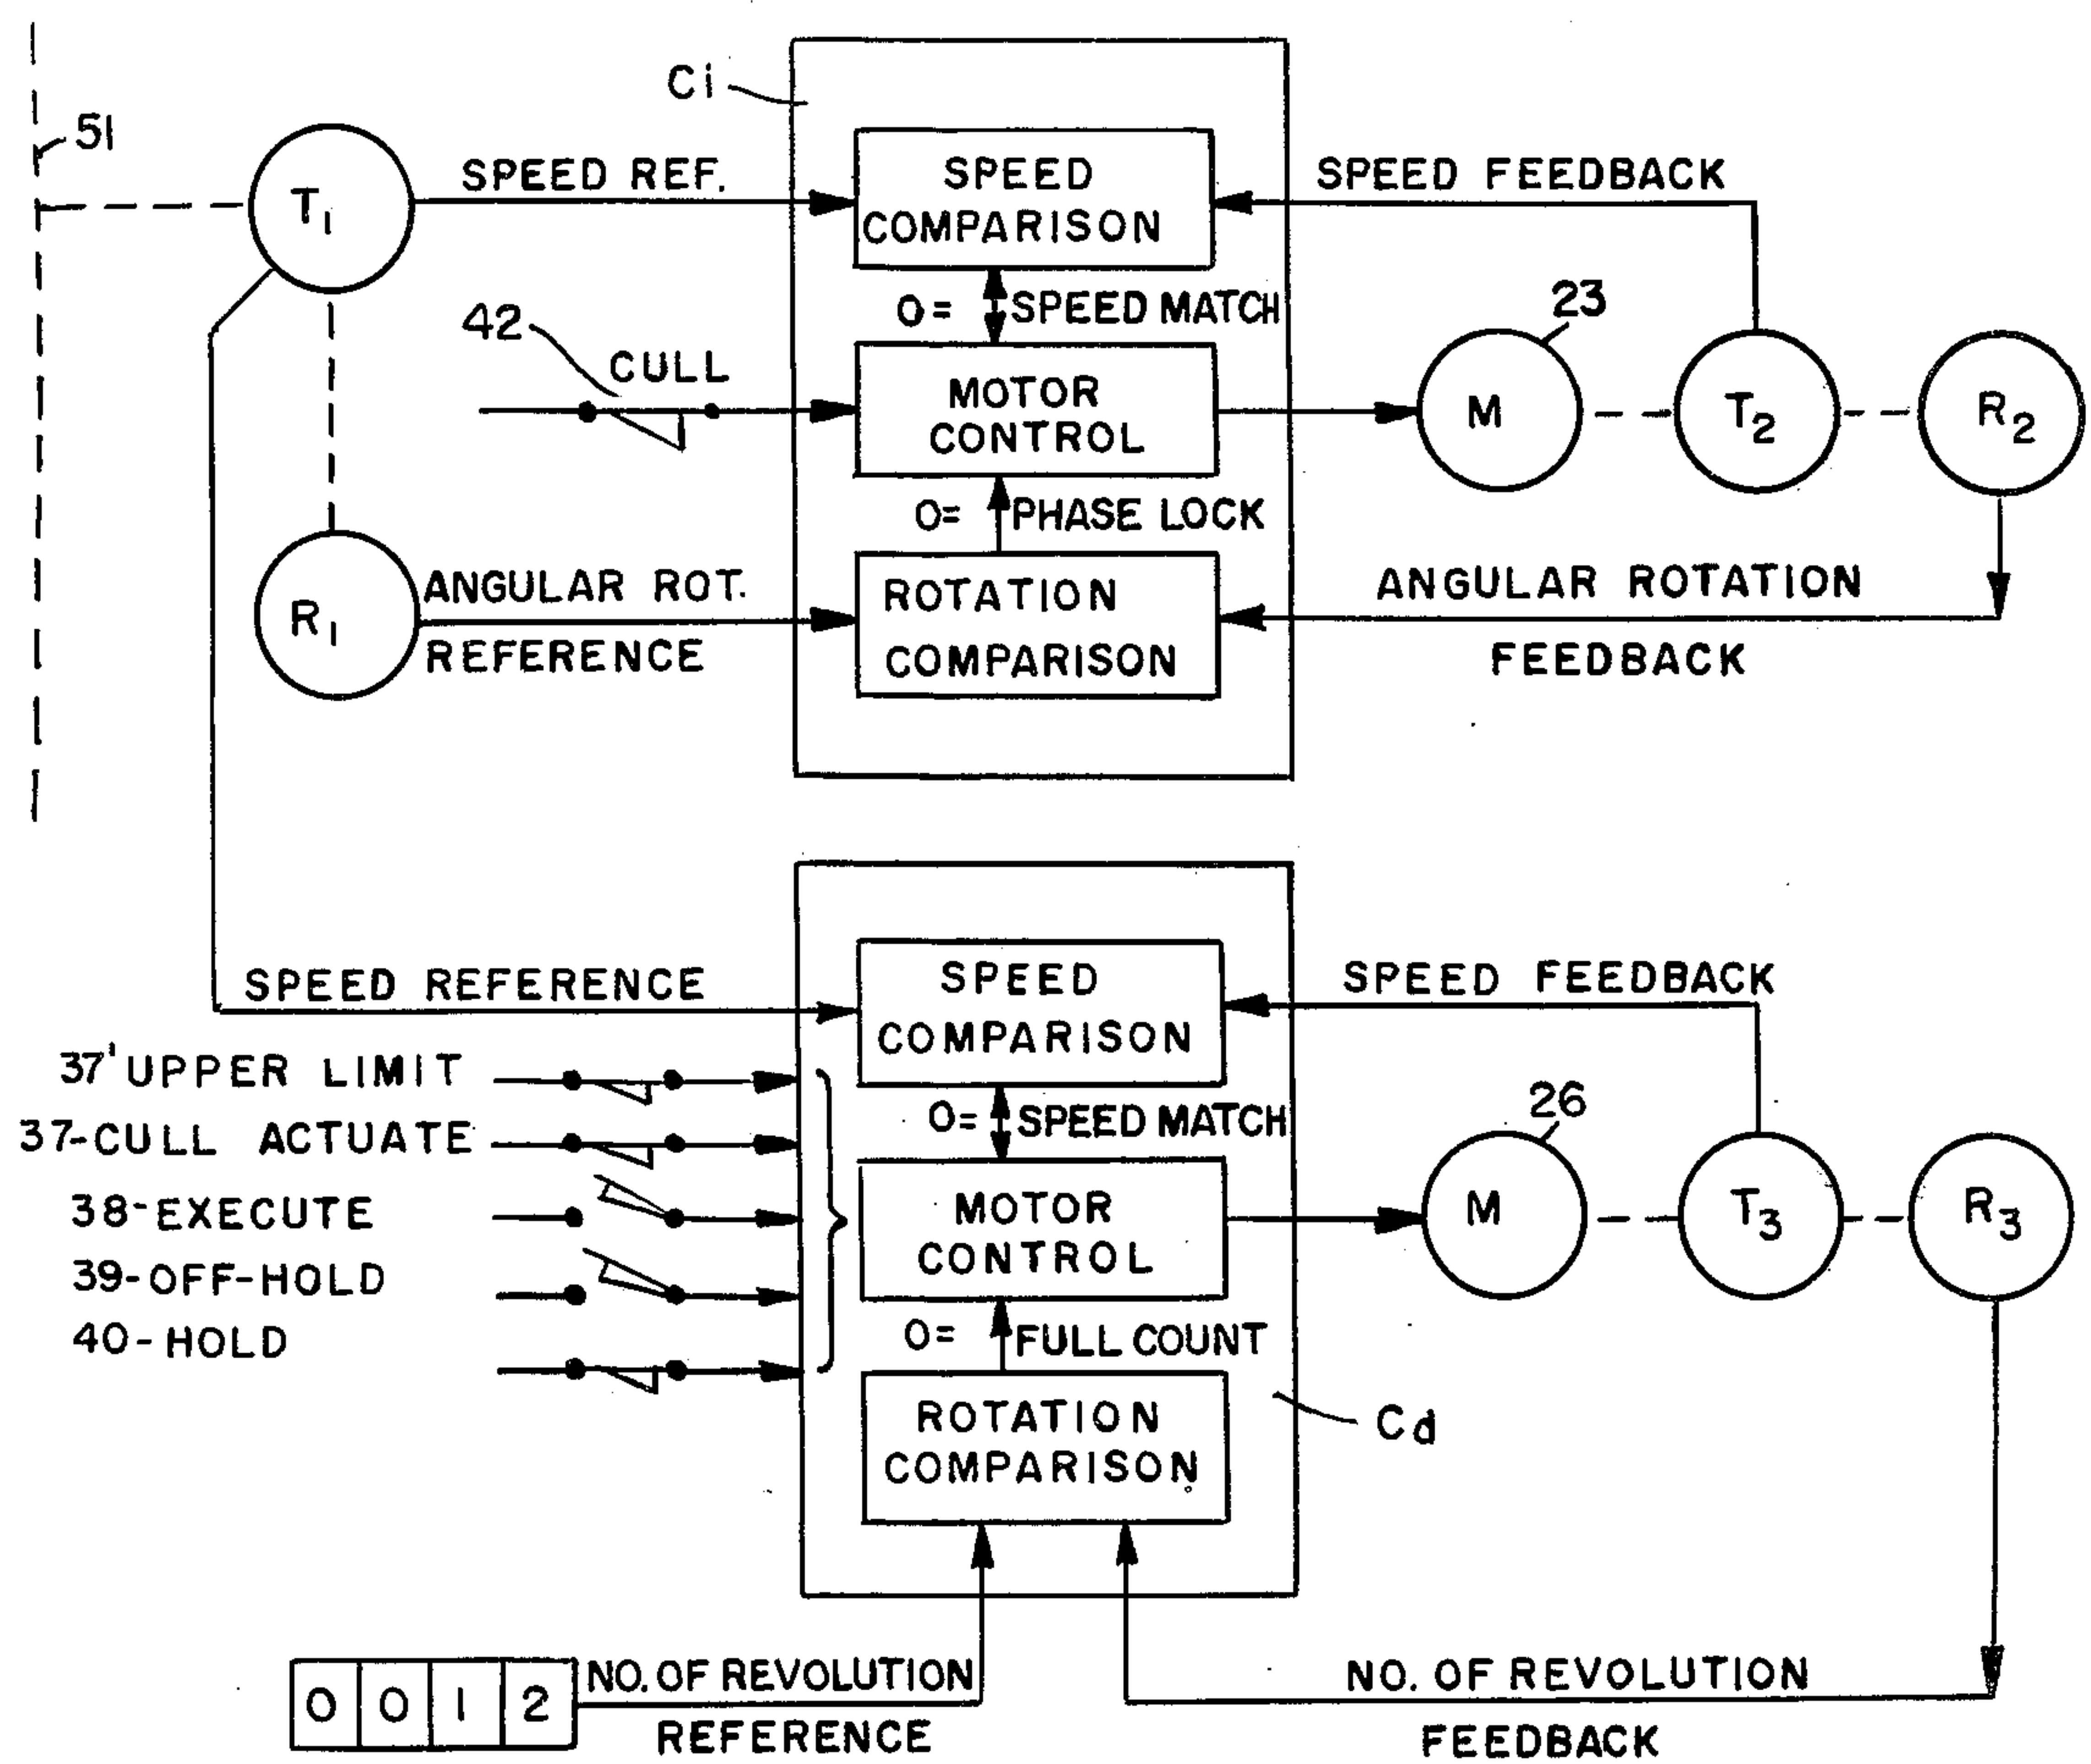 Ci
51
T1
SPEED REF.
SPEED
COMPARISON
SPEED FEEDBACK
0= SPEED MATCH
42
CULL
MOTOR
CONTROL
23
M
T2
R2
0= PHASE LOCK
R1
ANGULAR ROT.
REFERENCE
ROTATION
COMPARISON
ANGULAR ROTATION
FEEDBACK
SPEED REFERENCE
SPEED
COMPARISON
SPEED FEEDBACK
37' UPPER LIMIT
37-CULL ACTUATE
38-EXECUTE
39-OFF-HOLD
40-HOLD
0= SPEED MATCH
MOTOR
CONTROL
26
M
T3
R3
0= FULL COUNT
ROTATION
COMPARISON
Cd
0 0 1 2
NO. OF REVOLUTION
REFERENCE
NO. OF REVOLUTION
FEEDBACK